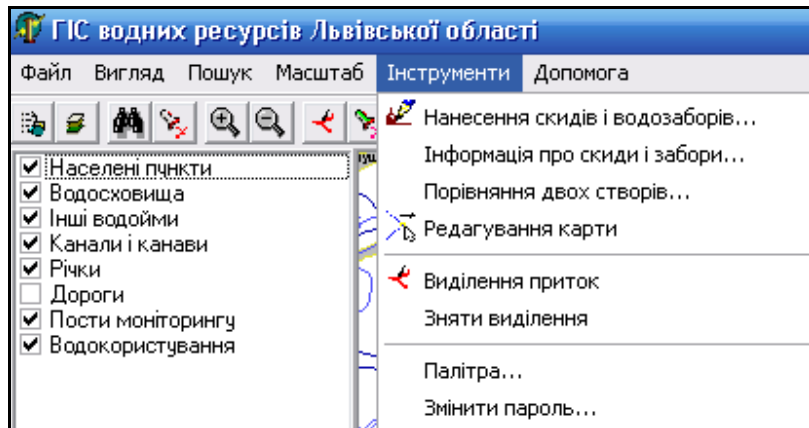 ГІС водних ресурсів Львівської області
Файл Вигляд Пошук Масштаб Інструменти Допомога
Нанесення скидів і водозаборів...
Інформація про скиди і забори...
Порівняння двох створів...
Редагування карти
Виділення приток
Зняти виділення
Палітра...
Змінити пароль...
Населені пункти
Водосховища
Інші водойми
Канали і канави
Річки
Дороги
Пости моніторингу
Водокористування